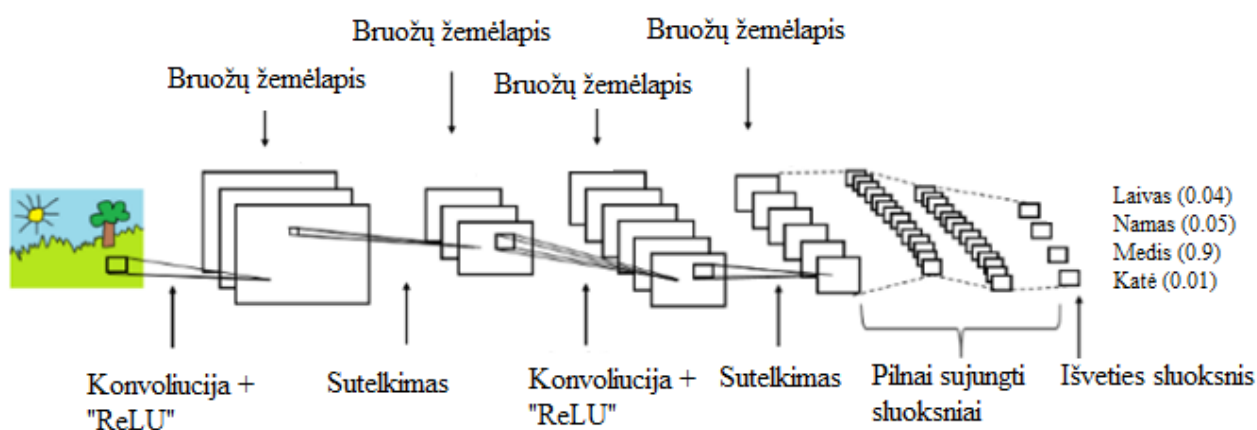 Bruožų žemėlapis
Bruožų žemėlapis
Bruožų žemėlapis
Bruožų žemėlapis
Laivas (0.04)
Namas (0.05)
Medis (0.9)
Katė (0.01)
Konvoliucija +
"ReLU"
Sutelkimas
Konvoliucija +
"ReLU"
Sutelkimas
Pilnai sujungti
sluoksniai
Išveties sluoksnis